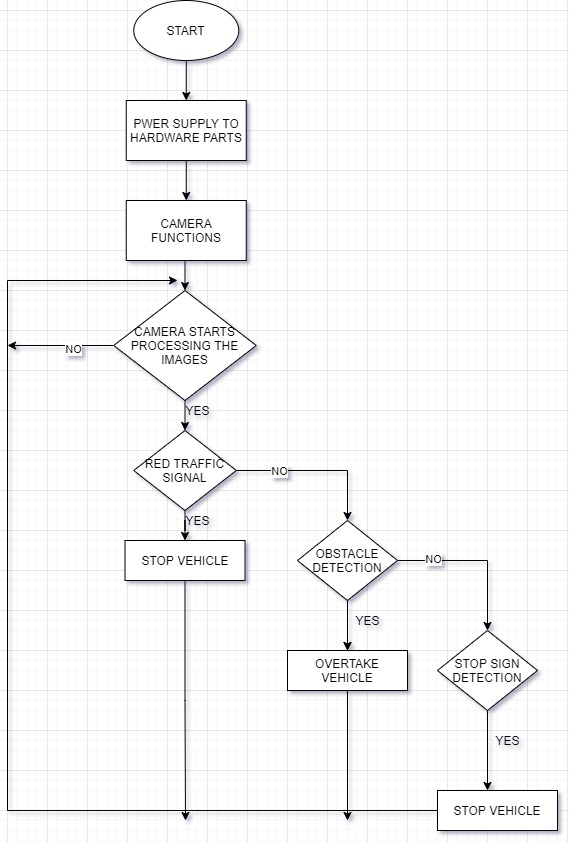 START
PWER SUPPLY TO
HARDWARE PARTS
CAMERA
FUNCTIONS
CAMERA STARTS
PROCESSING THE
IMAGES
NO
YES
RED TRAFFIC
SIGNAL
NO
YES
STOP VEHICLE
OBSTACLE
DETECTION
NO
YES
OVERTAKE
VEHICLE
STOP SIGN
DETECTION
YES
STOP VEHICLE